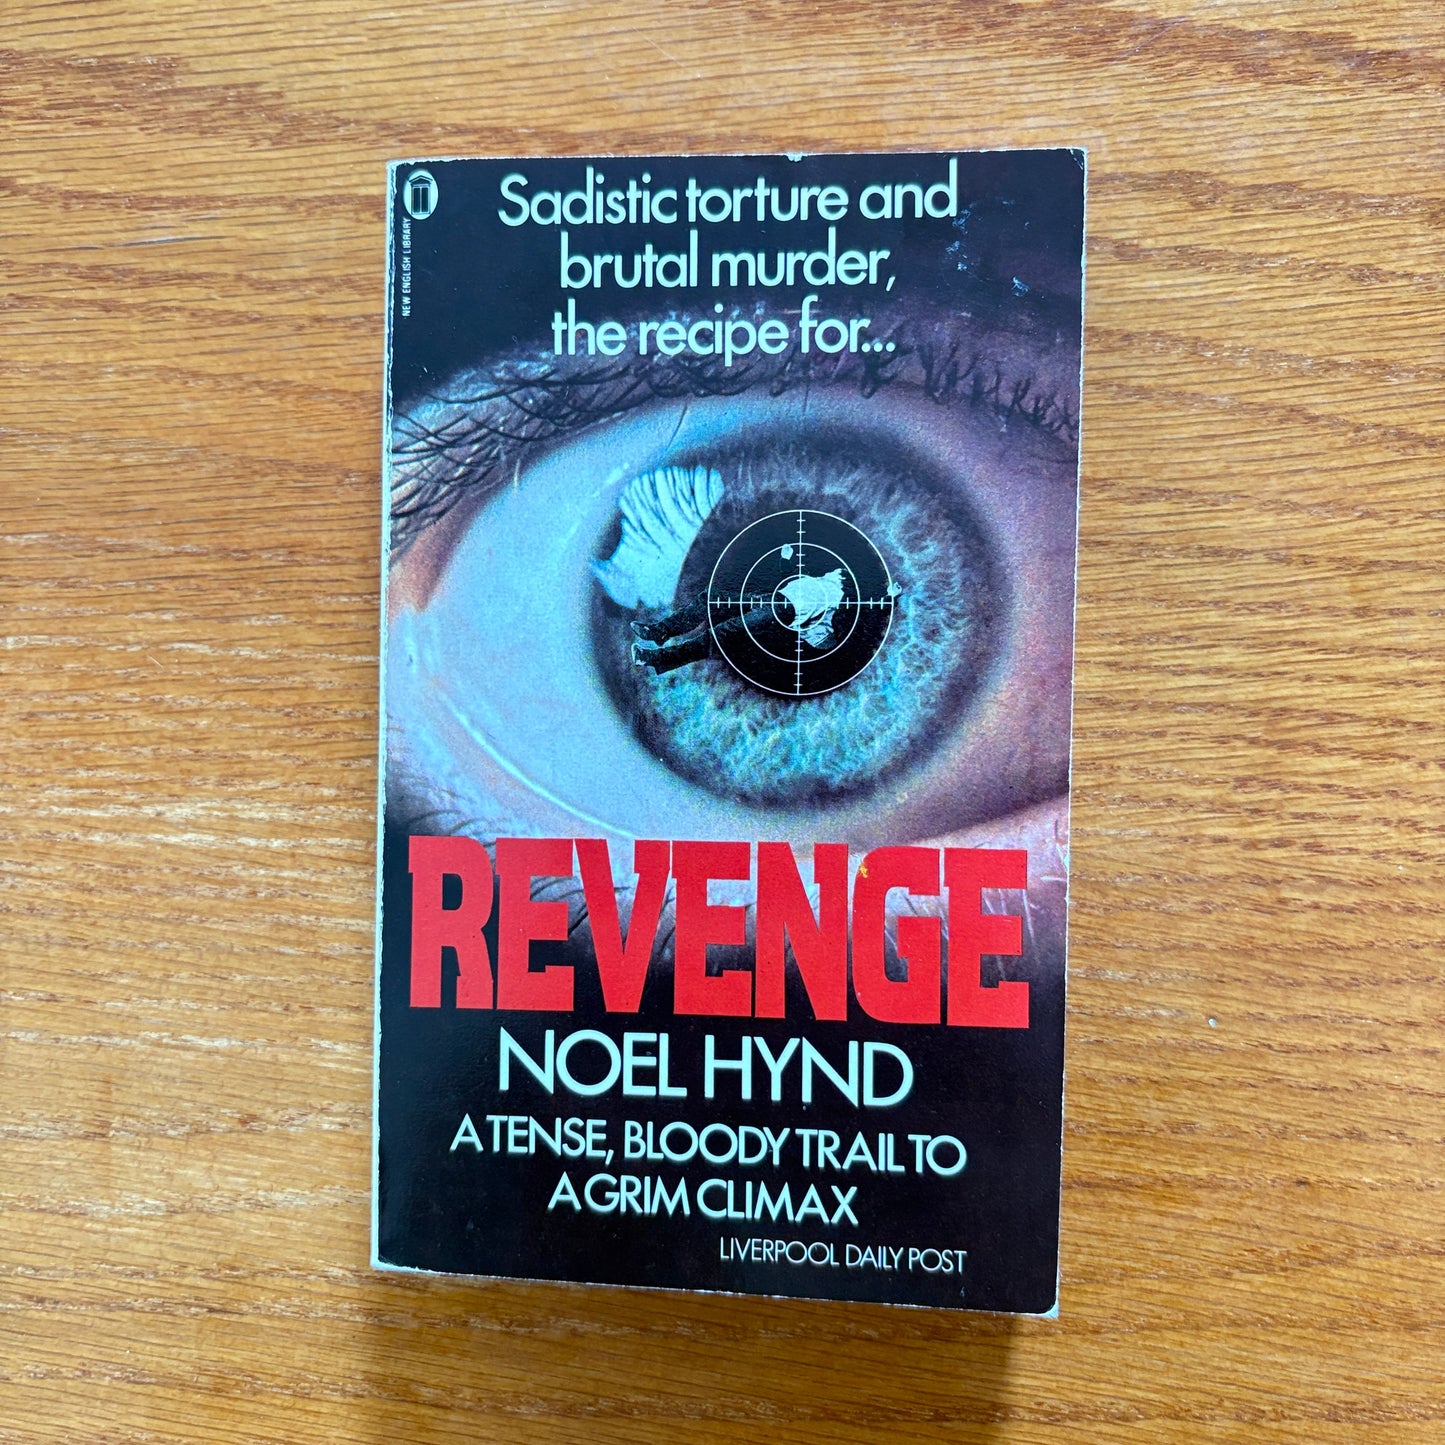 NEW ENGLISH LIBRARY
Sadistic torture and
brutal murder,
the recipe for...
REVENGE
NOEL HYND
A TENSE, BLOODY TRAIL TO
A GRIM CLIMAX
LIVERPOOL DAILY POST